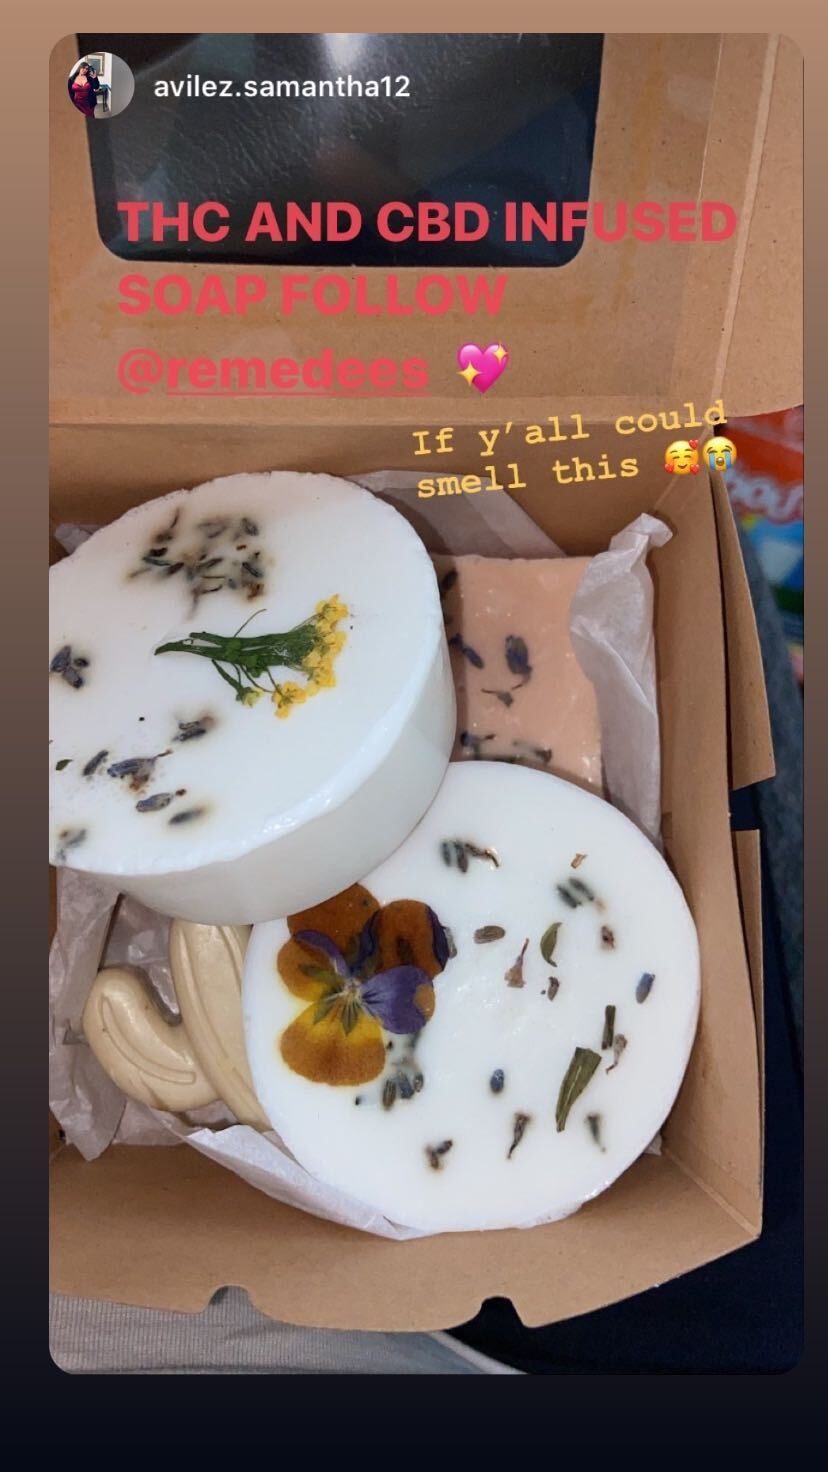 avilez.samantha12
THC AND CBD INFUSED
SOAP FOLLOW
@remedees 💖
If y'all could
smell this 🥰😭